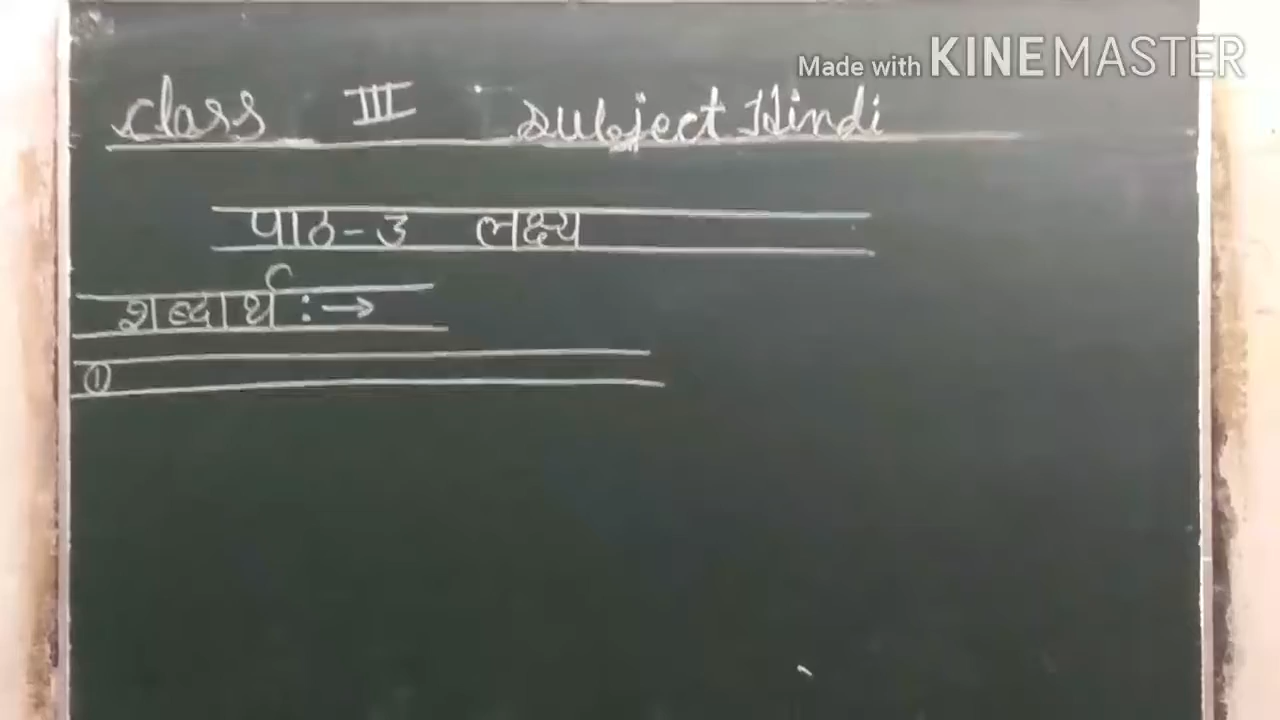 Made with KINEMASTER
Class III Subject Hindi
पाठ-3 लक्ष्य
शब्दार्थ :→
①